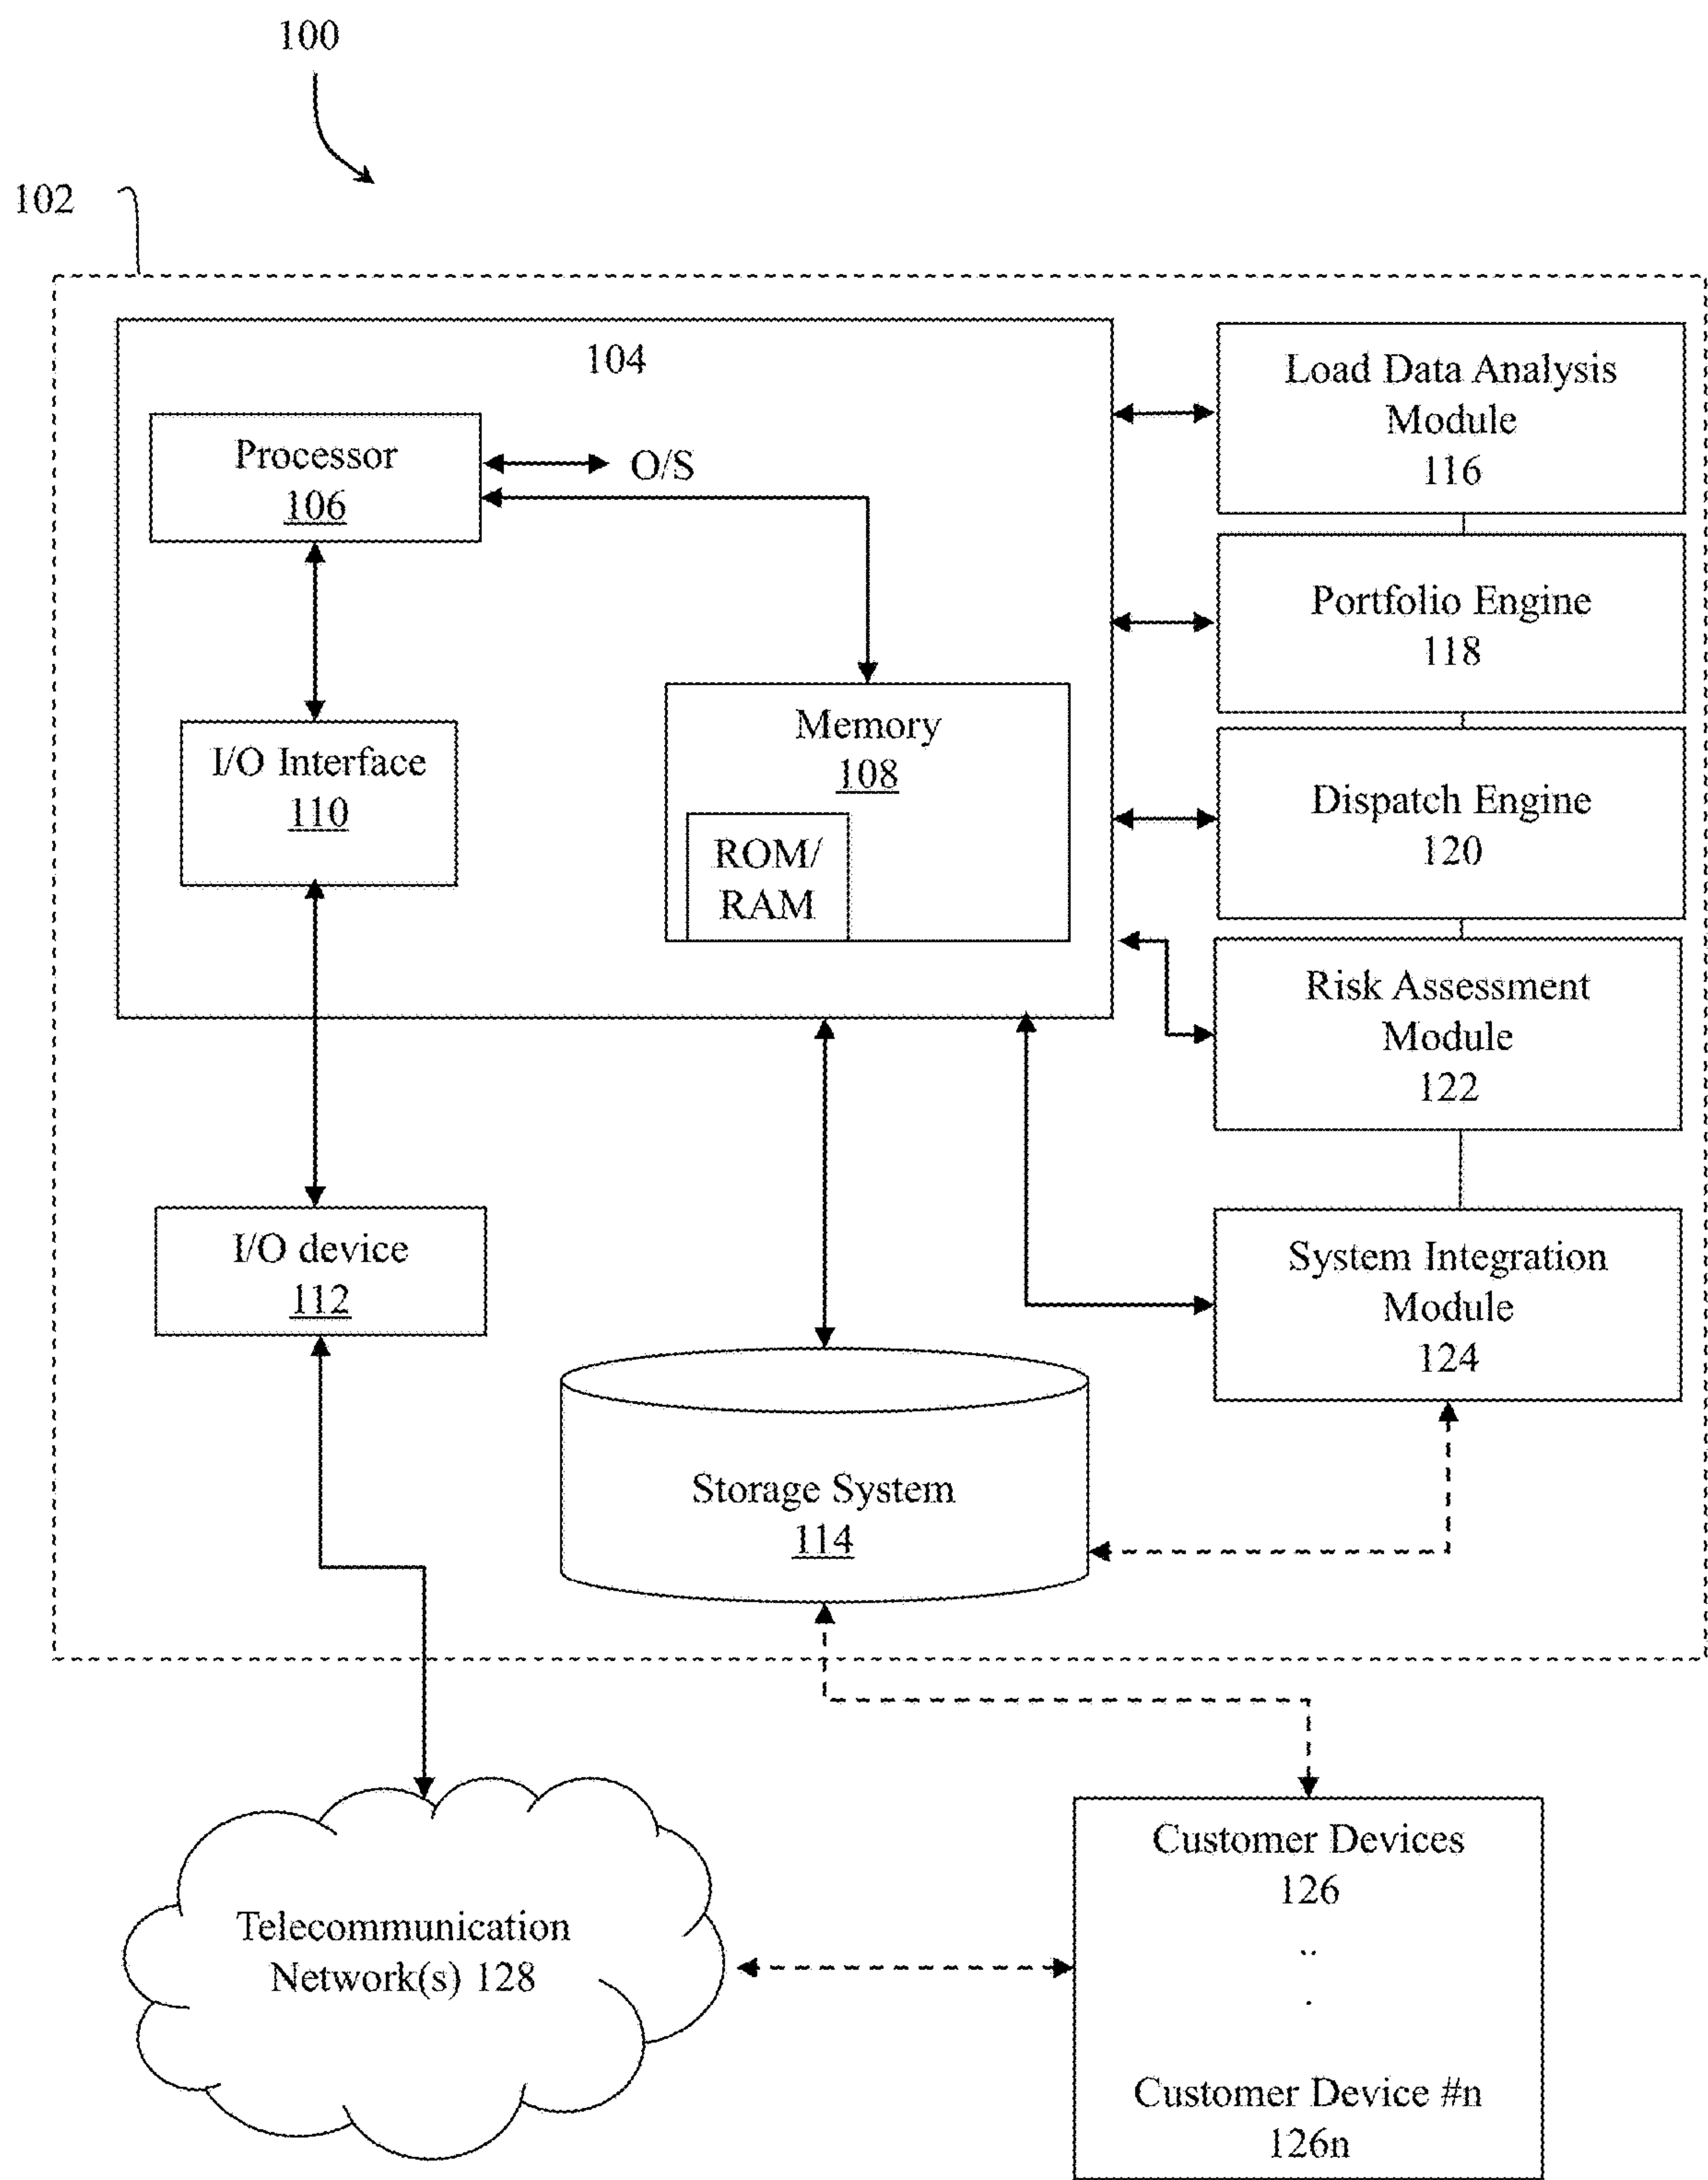 100
102
104
Processor
106
O/S
I/O Interface
110
Memory
108
ROM/
RAM
Load Data Analysis
Module
116
Portfolio Engine
118
Dispatch Engine
120
Risk Assessment
Module
122
System Integration
Module
124
I/O device
112
Storage System
114
Telecommunication
Network(s) 128
Customer Devices
126
..
.
Customer Device #n
126n